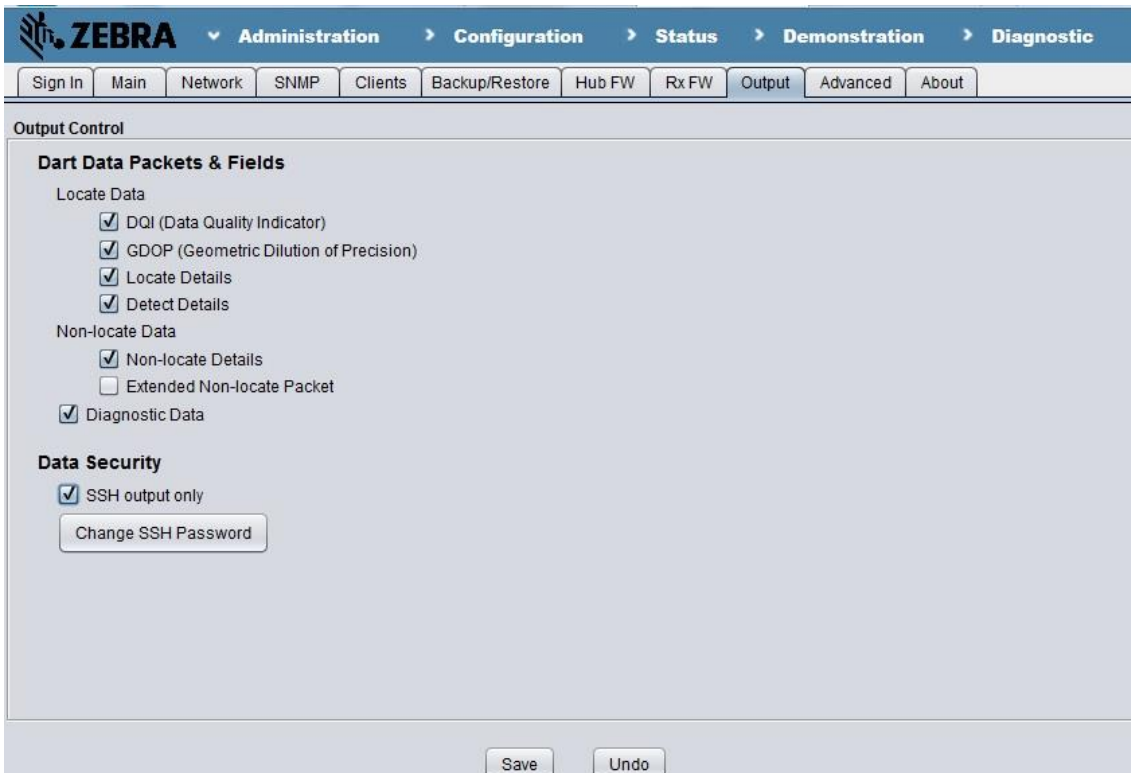 ZEBRA Administration Configuration Status Demonstration Diagnostic
Sign In Main Network SNMP Clients Backup/Restore Hub FW Rx FW Output Advanced About
Output Control
Dart Data Packets & Fields
Locate Data
DQI (Data Quality Indicator)
GDOP (Geometric Dilution of Precision)
Locate Details
Detect Details
Non-locate Data
Non-locate Details
Extended Non-locate Packet
Diagnostic Data
Data Security
SSH output only
Change SSH Password
Save Undo